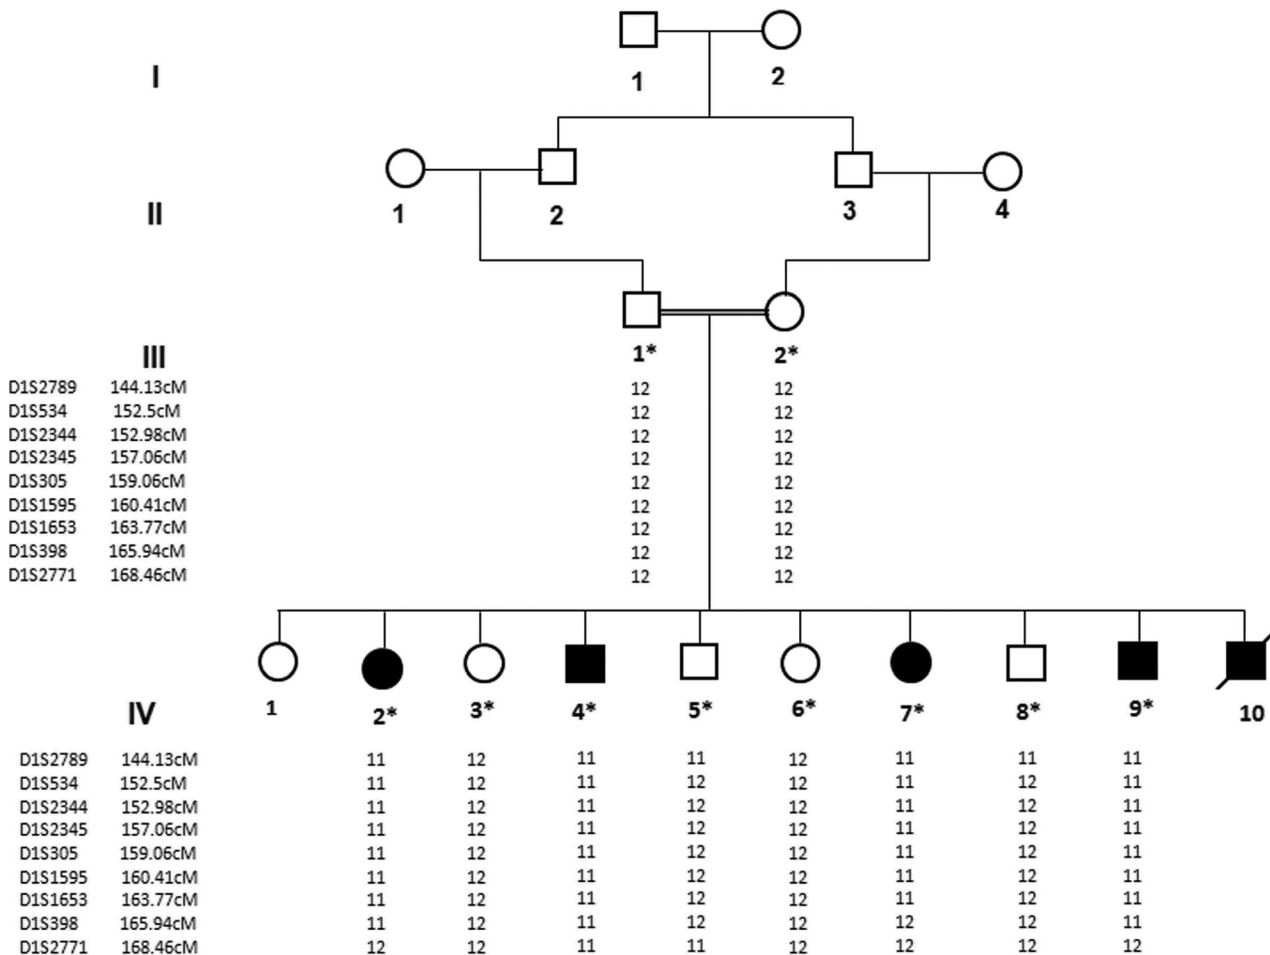 I
1 2
II
1 2 3 4
III
1* 2*
D1S2789 144.13cM 12 12
D1S534 152.5cM 12 12
D1S2344 152.98cM 12 12
D1S2345 157.06cM 12 12
D1S305 159.06cM 12 12
D1S1595 160.41cM 12 12
D1S1653 163.77cM 12 12
D1S398 165.94cM 12 12
D1S2771 168.46cM 12 12
IV
1 2* 3* 4* 5* 6* 7* 8* 9* 10
D1S2789 144.13cM 11 12 11 11 12 11 11 11
D1S534 152.5cM 11 12 11 12 12 11 12 11
D1S2344 152.98cM 11 12 11 12 12 11 12 11
D1S2345 157.06cM 11 12 11 12 12 11 12 11
D1S305 159.06cM 11 12 11 12 12 11 12 11
D1S1595 160.41cM 11 12 11 12 12 11 12 11
D1S1653 163.77cM 11 12 11 12 12 11 12 11
D1S398 165.94cM 11 12 11 12 12 12 12 11
D1S2771 168.46cM 12 12 11 11 12 12 12 12